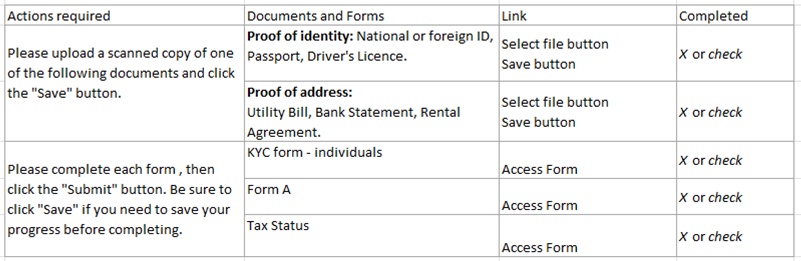 Actions required
Documents and Forms
Link
Completed
Please upload a scanned copy of one
of the following documents and click
the "Save" button.
Proof of identity: National or foreign ID,
Passport, Driver's Licence.
Select file button
Save button
X or check
Proof of address:
Utility Bill, Bank Statement, Rental
Agreement.
Select file button
Save button
X or check
Please complete each form , then
click the "Submit" button. Be sure to
click "Save" if you need to save your
progress before completing.
KYC form - individuals
Access Form
X or check
Form A
Access Form
X or check
Tax Status
Access Form
X or check